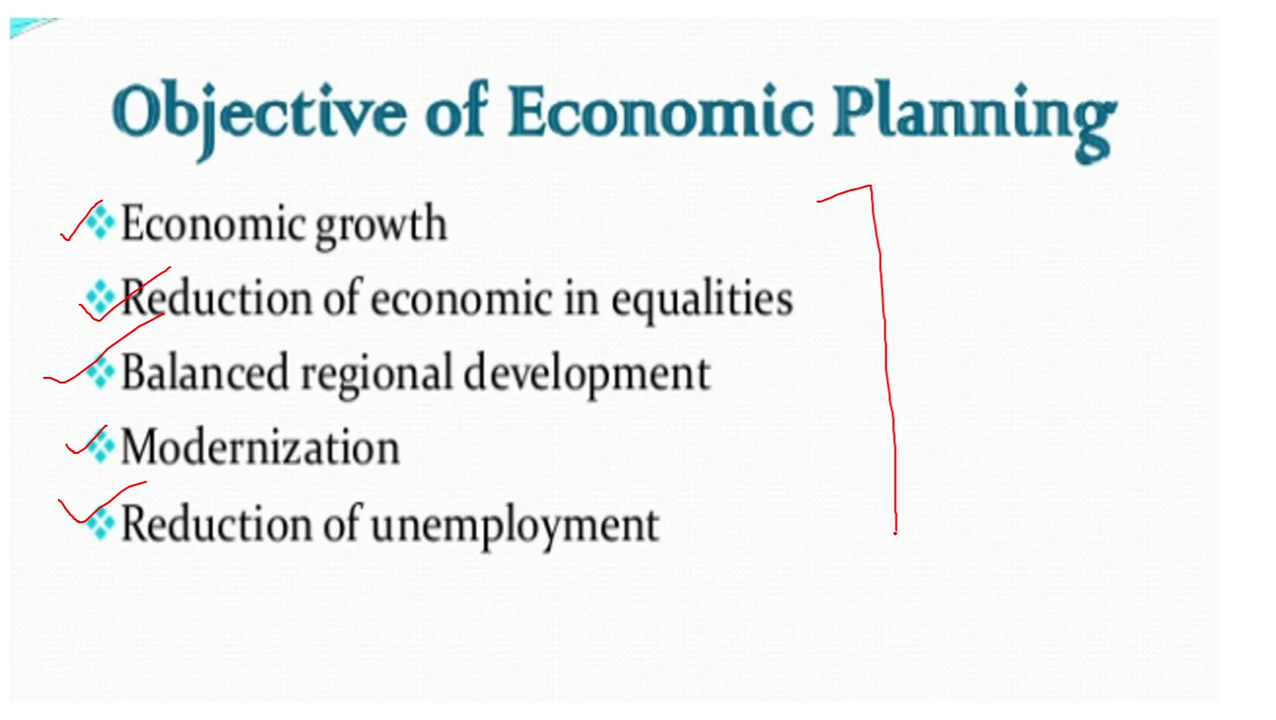 Objective of Economic Planning
Economic growth
Reduction of economic in equalities
Balanced regional development
Modernization
Reduction of unemployment